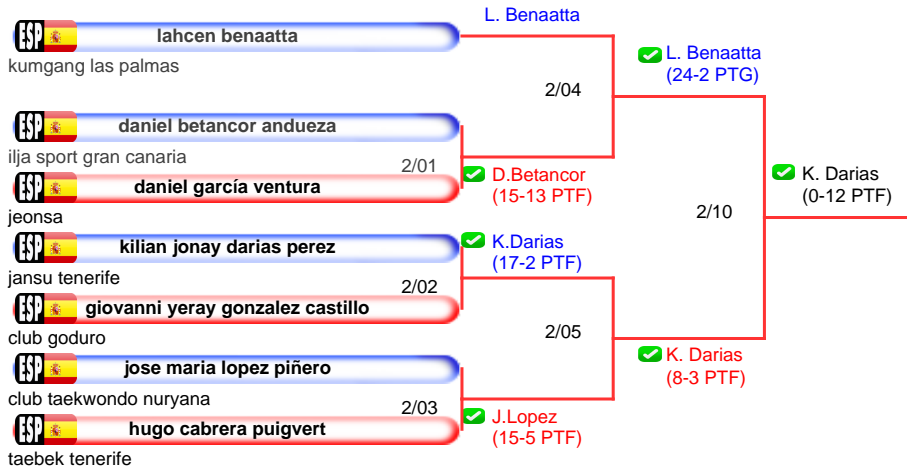 L. Benaatta
ESP lahcen benaatta
kumgang las palmas
L. Benaatta
(24-2 PTG)
2/04
ESP daniel betancor andueza
ilja sport gran canaria
2/01
D.Betancor
(15-13 PTF)
ESP daniel garcía ventura
jeonsa
K. Darias
(0-12 PTF)
2/10
ESP kilian jonay darias perez
jansu tenerife
K.Darias
(17-2 PTF)
2/02
ESP giovanni yeray gonzalez castillo
club goduro
2/05
ESP jose maria lopez piñero
club taekwondo nuryana
K. Darias
(8-3 PTF)
2/03
J.Lopez
(15-5 PTF)
ESP hugo cabrera puigvert
taebek tenerife